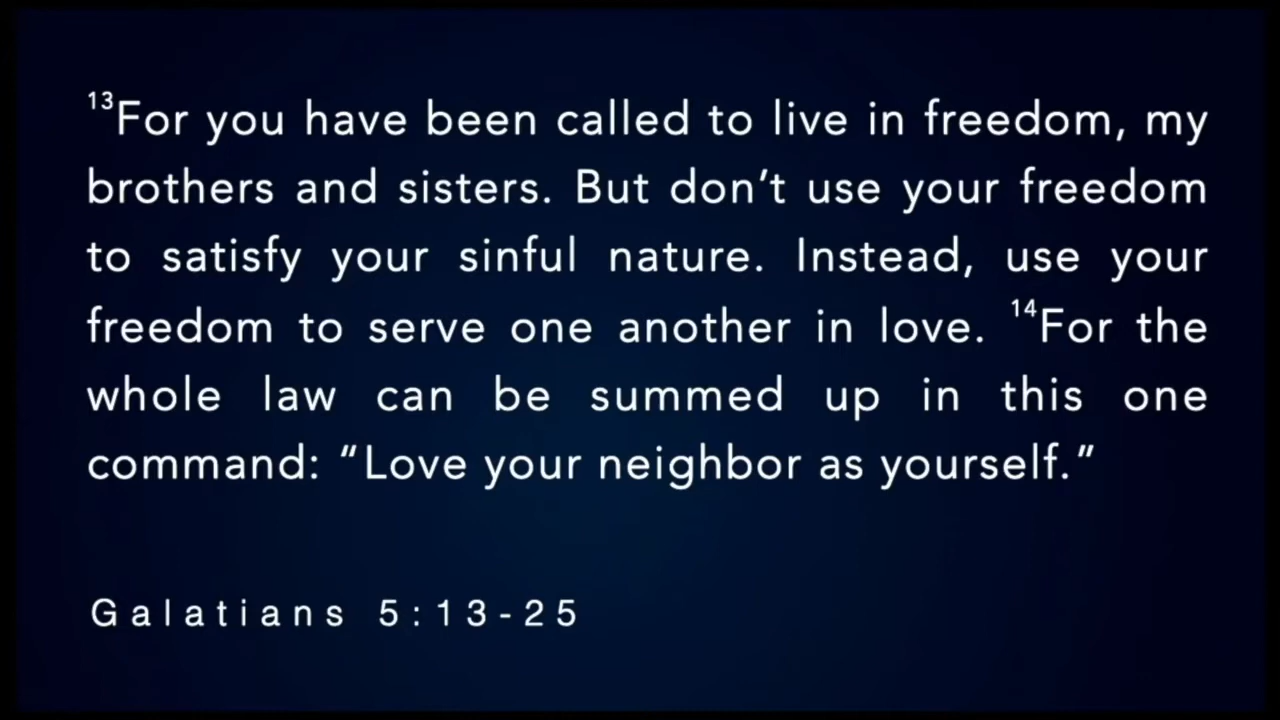 ¹³For you have been called to live in freedom, my
brothers and sisters. But don’t use your freedom
to satisfy your sinful nature. Instead, use your
freedom to serve one another in love. ¹⁴For the
whole law can be summed up in this one
command: “Love your neighbor as yourself.”
Galatians 5:13-25